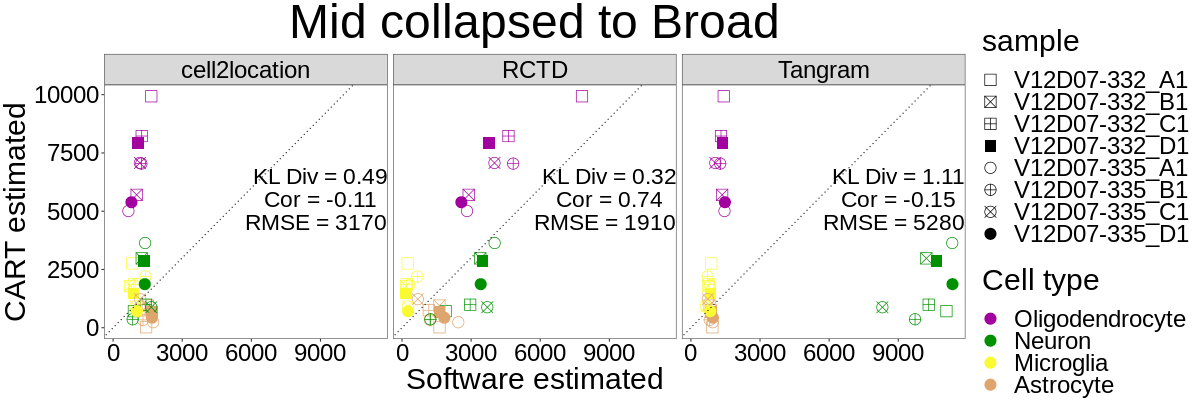 Mid collapsed to Broad
cell2location
RCTD
Tangram
CART estimated
10000
7500
5000
2500
0
KL Div = 0.49
Cor = -0.11
RMSE = 3170
KL Div = 0.32
Cor = 0.74
RMSE = 1910
KL Div = 1.11
Cor = -0.15
RMSE = 5280
0 3000 6000 9000
0 3000 6000 9000
0 3000 6000 9000
Software estimated
sample
V12D07-332_A1
V12D07-332_B1
V12D07-332_C1
V12D07-332_D1
V12D07-335_A1
V12D07-335_B1
V12D07-335_C1
V12D07-335_D1
Cell type
Oligodendrocyte
Neuron
Microglia
Astrocyte